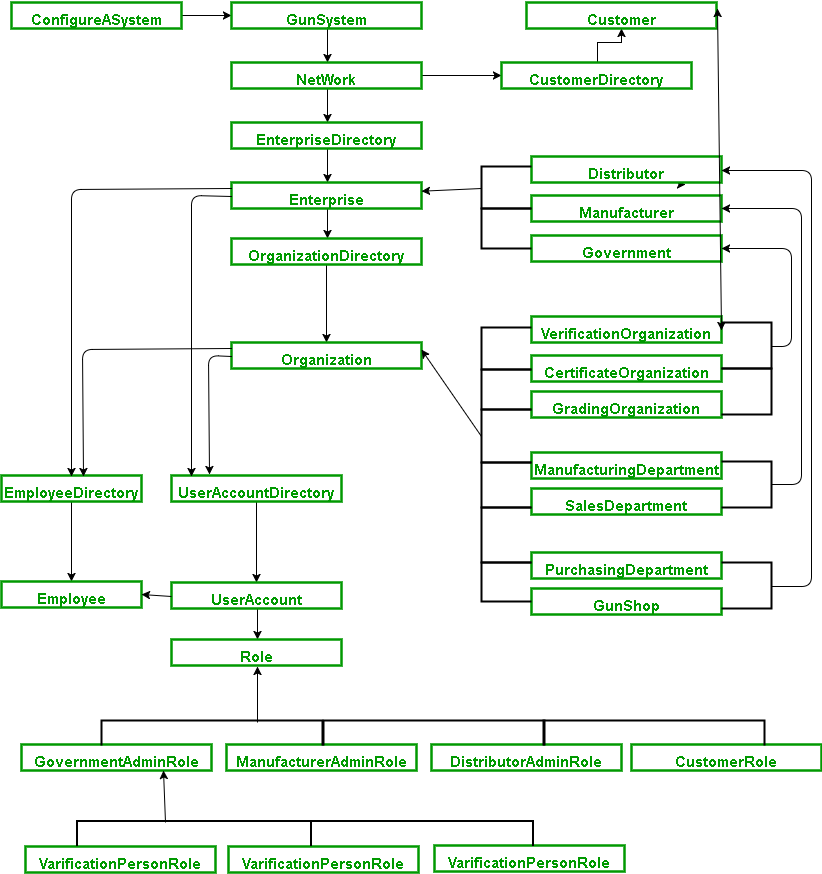 ConfigureASystem
GunSystem
Customer
NetWork
CustomerDirectory
EnterpriseDirectory
Distributor
Enterprise
Manufacturer
OrganizationDirectory
Government
VerificationOrganization
Organization
CertificateOrganization
GradingOrganization
ManufacturingDepartment
EmployeeDirectory
UserAccountDirectory
SalesDepartment
PurchasingDepartment
Employee
UserAccount
GunShop
Role
GovernmentAdminRole
ManufacturerAdminRole
DistributorAdminRole
CustomerRole
VarificationPersonRole
VarificationPersonRole
VarificationPersonRole